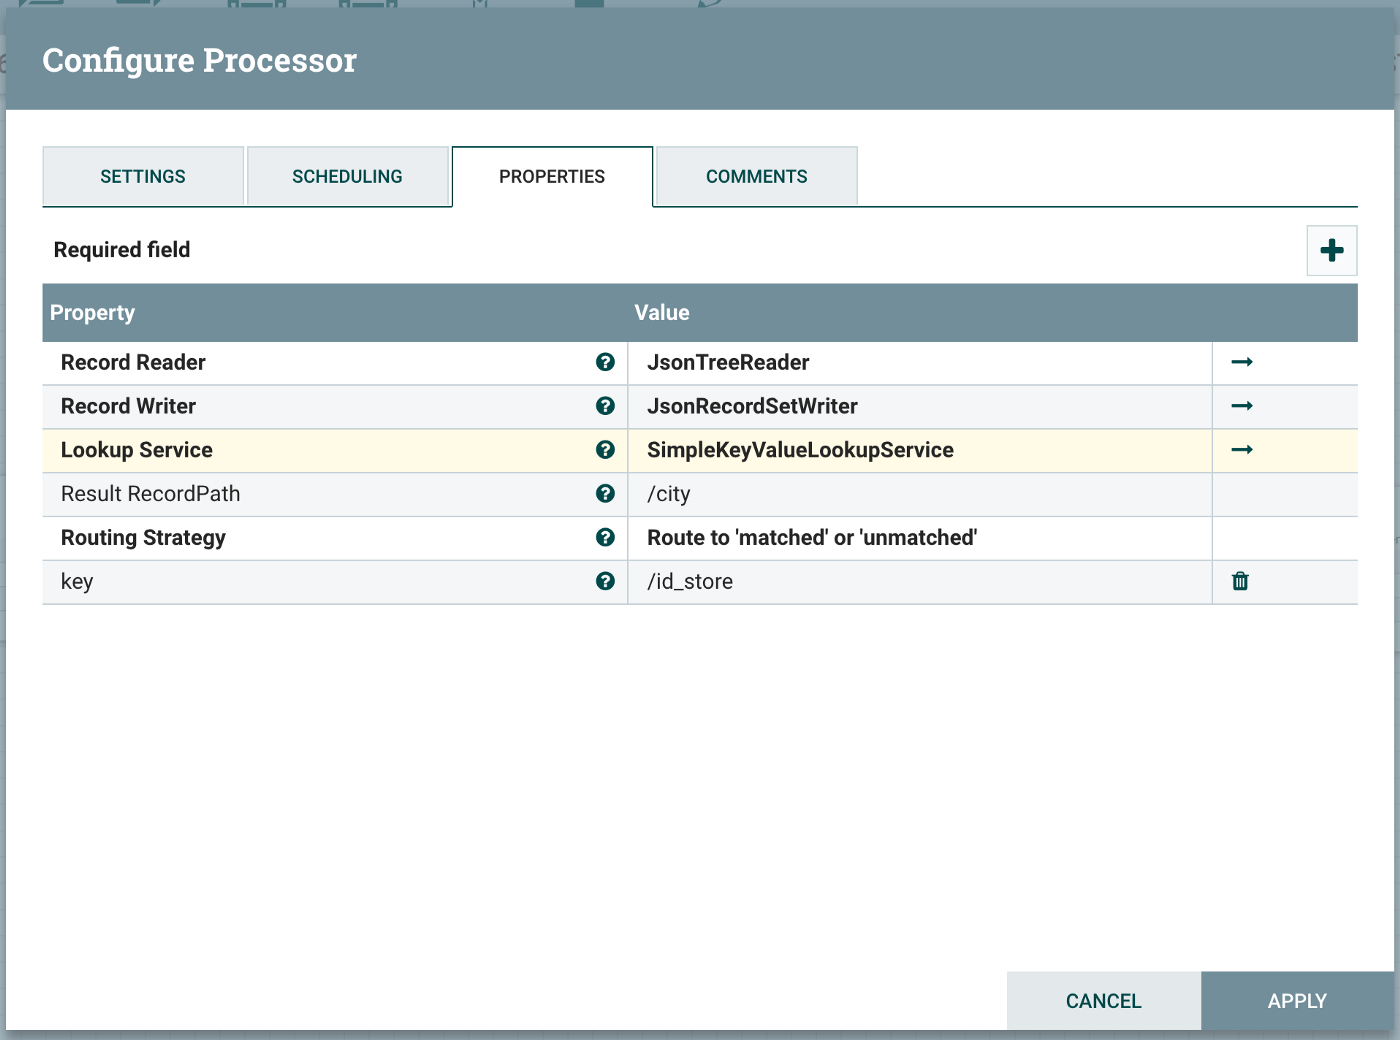 Configure Processor
SETTINGS SCHEDULING PROPERTIES COMMENTS
Required field
Property Value
Record Reader JsonTreeReader
Record Writer JsonRecordSetWriter
Lookup Service SimpleKeyValueLookupService
Result RecordPath /city
Routing Strategy Route to 'matched' or 'unmatched'
key /id_store
CANCEL APPLY